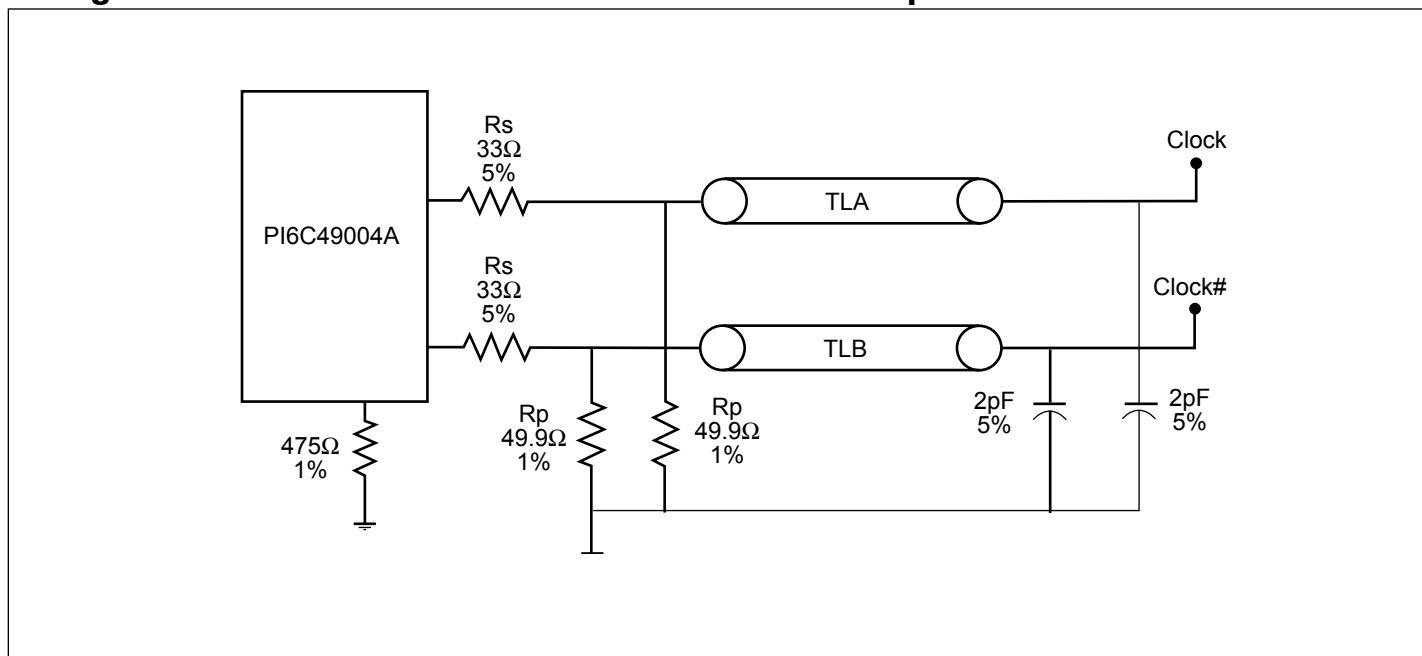 Rs
33Ω
5%
Clock
TLA
PI6C49004A
Rs
33Ω
5%
Clock#
TLB
Rp
49.9Ω
1%
Rp
49.9Ω
1%
2pF
5%
2pF
5%
475Ω
1%